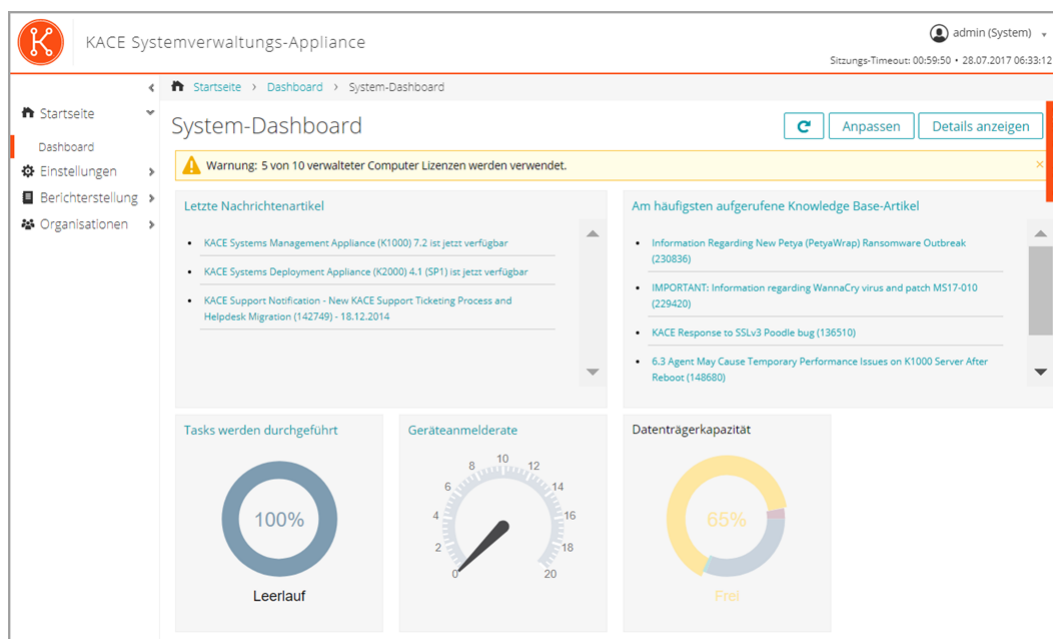 KACE Systemverwaltungs-Appliance
admin (System)
Sitzungs-Timeout: 00:59:50 • 28.07.2017 06:33:12
Startseite > Dashboard > System-Dashboard
Startseite
Dashboard
Einstellungen
Berichterstellung
Organisationen
System-Dashboard
Anpassen
Details anzeigen
Warnung: 5 von 10 verwalteter Computer Lizenzen werden verwendet.
Letzte Nachrichtenartikel
• KACE Systems Management Appliance (K1000) 7.2 ist jetzt verfügbar
• KACE Systems Deployment Appliance (K2000) 4.1 (SP1) ist jetzt verfügbar
• KACE Support Notification - New KACE Support Ticketing Process and
Helpdesk Migration (142749) - 18.12.2014
Am häufigsten aufgerufene Knowledge Base-Artikel
• Information Regarding New Petya (PetyaWrap) Ransomware Outbreak
(230836)
• IMPORTANT: Information regarding WannaCry virus and patch MS17-010
(229420)
• KACE Response to SSLv3 Poodle bug (136510)
• 6.3 Agent May Cause Temporary Performance Issues on K1000 Server After
Reboot (148680)
Tasks werden durchgeführt
100%
Leerlauf
Geräteanmelderate
0
2
4
6
8
10
12
14
16
18
20
Datenträgerkapazität
65%
Frei